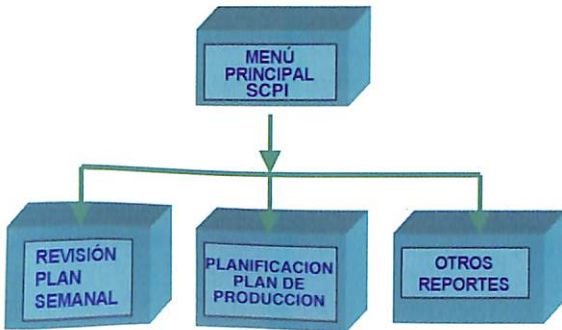 MENÚ
PRINCIPAL
SCPI
REVISIÓN
PLAN
SEMANAL
PLANIFICACION
PLAN DE
PRODUCCION
OTROS
REPORTES